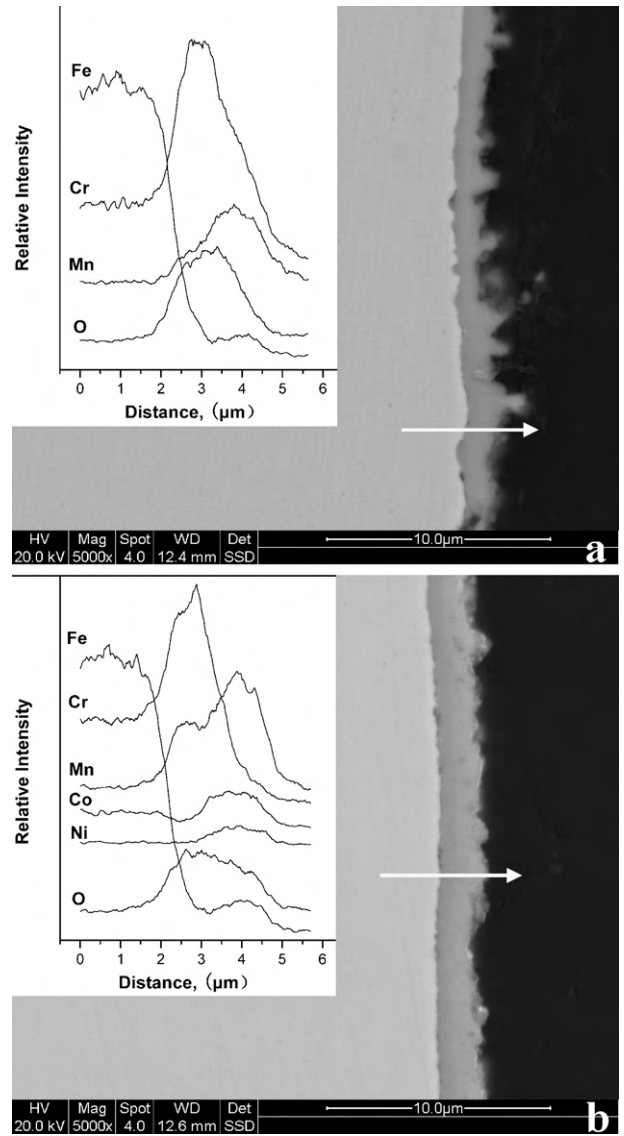 Relative Intensity
Fe
Cr
Mn
O
0 1 2 3 4 5 6
Distance, (μm)
HV Mag Spot WD Det
20.0 kV 5000x 4.0 12.4 mm SSD
10.0μm
a
Relative Intensity
Fe
Cr
Mn
Co
Ni
O
0 1 2 3 4 5 6
Distance, (μm)
HV Mag Spot WD Det
20.0 kV 5000x 4.0 12.6 mm SSD
10.0μm
b